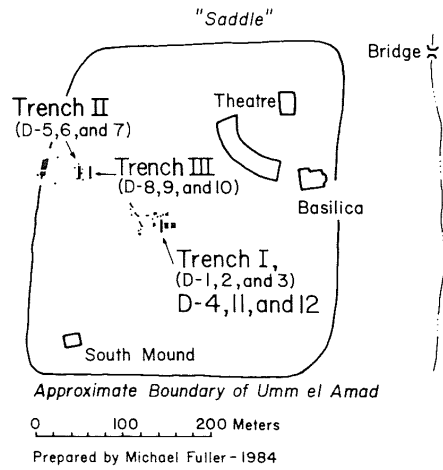 "Saddle"
Bridge
Theatre
Trench II
(D-5, 6, and 7)
Trench III
(D-8, 9, and 10)
Basilica
Trench I,
(D-1, 2, and 3)
D-4, 11, and 12
South Mound
Approximate Boundary of Umm el Amad
0 100 200 Meters
Prepared by Michael Fuller - 1984